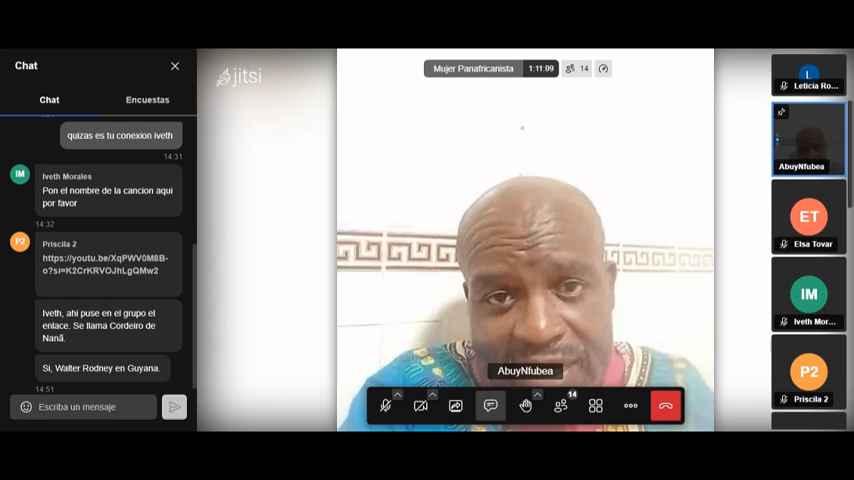 Chat
Chat
Encuestas
quizas es tu conexion iveth
14:31
IM
Iveth Morales
Pon el nombre de la cancion aqui
por favor
14:32
P2
Priscila 2
https://youtu.be/XqPWV0M8B-
o?si=K2CrKRVOJhLgQMw2
Iveth, ahi puse en el grupo el
enlace. Se llama Cordeiro de
Nanã.
Si, Walter Rodney en Guyana.
14:51
Escriba un mensaje
jitsi
Mujer Panafricanista
1:11:09
14
AbuyNfubea
14
L
Leticia Ro...
AbuyNfubea
ET
Elsa Tovar
IM
Iveth Mor...
P2
Priscila 2